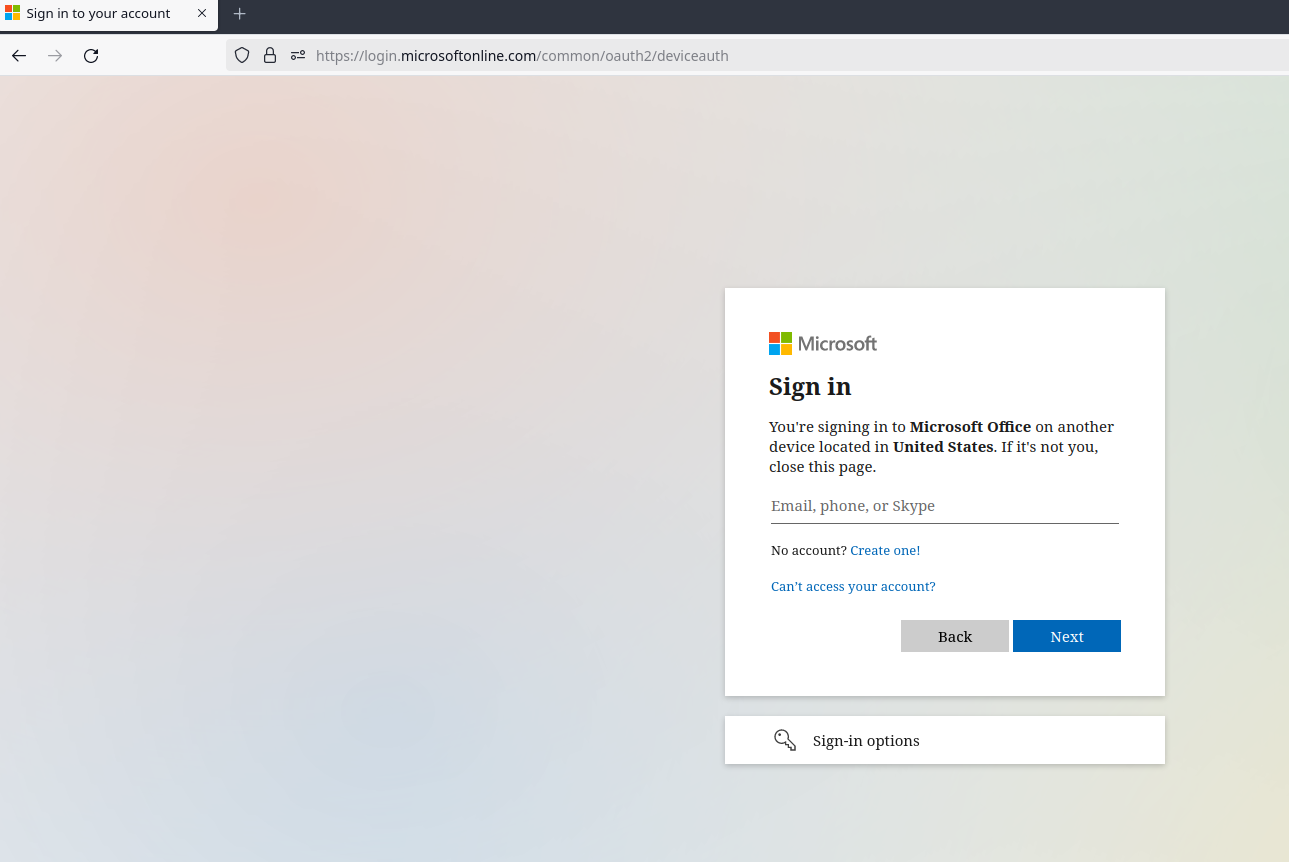 Sign in to your account
https://login.microsoftonline.com/common/oauth2/deviceauth
Microsoft
Sign in
You're signing in to Microsoft Office on another
device located in United States. If it's not you,
close this page.
Email, phone, or Skype
No account? Create one!
Can’t access your account?
Back
Next
Sign-in options